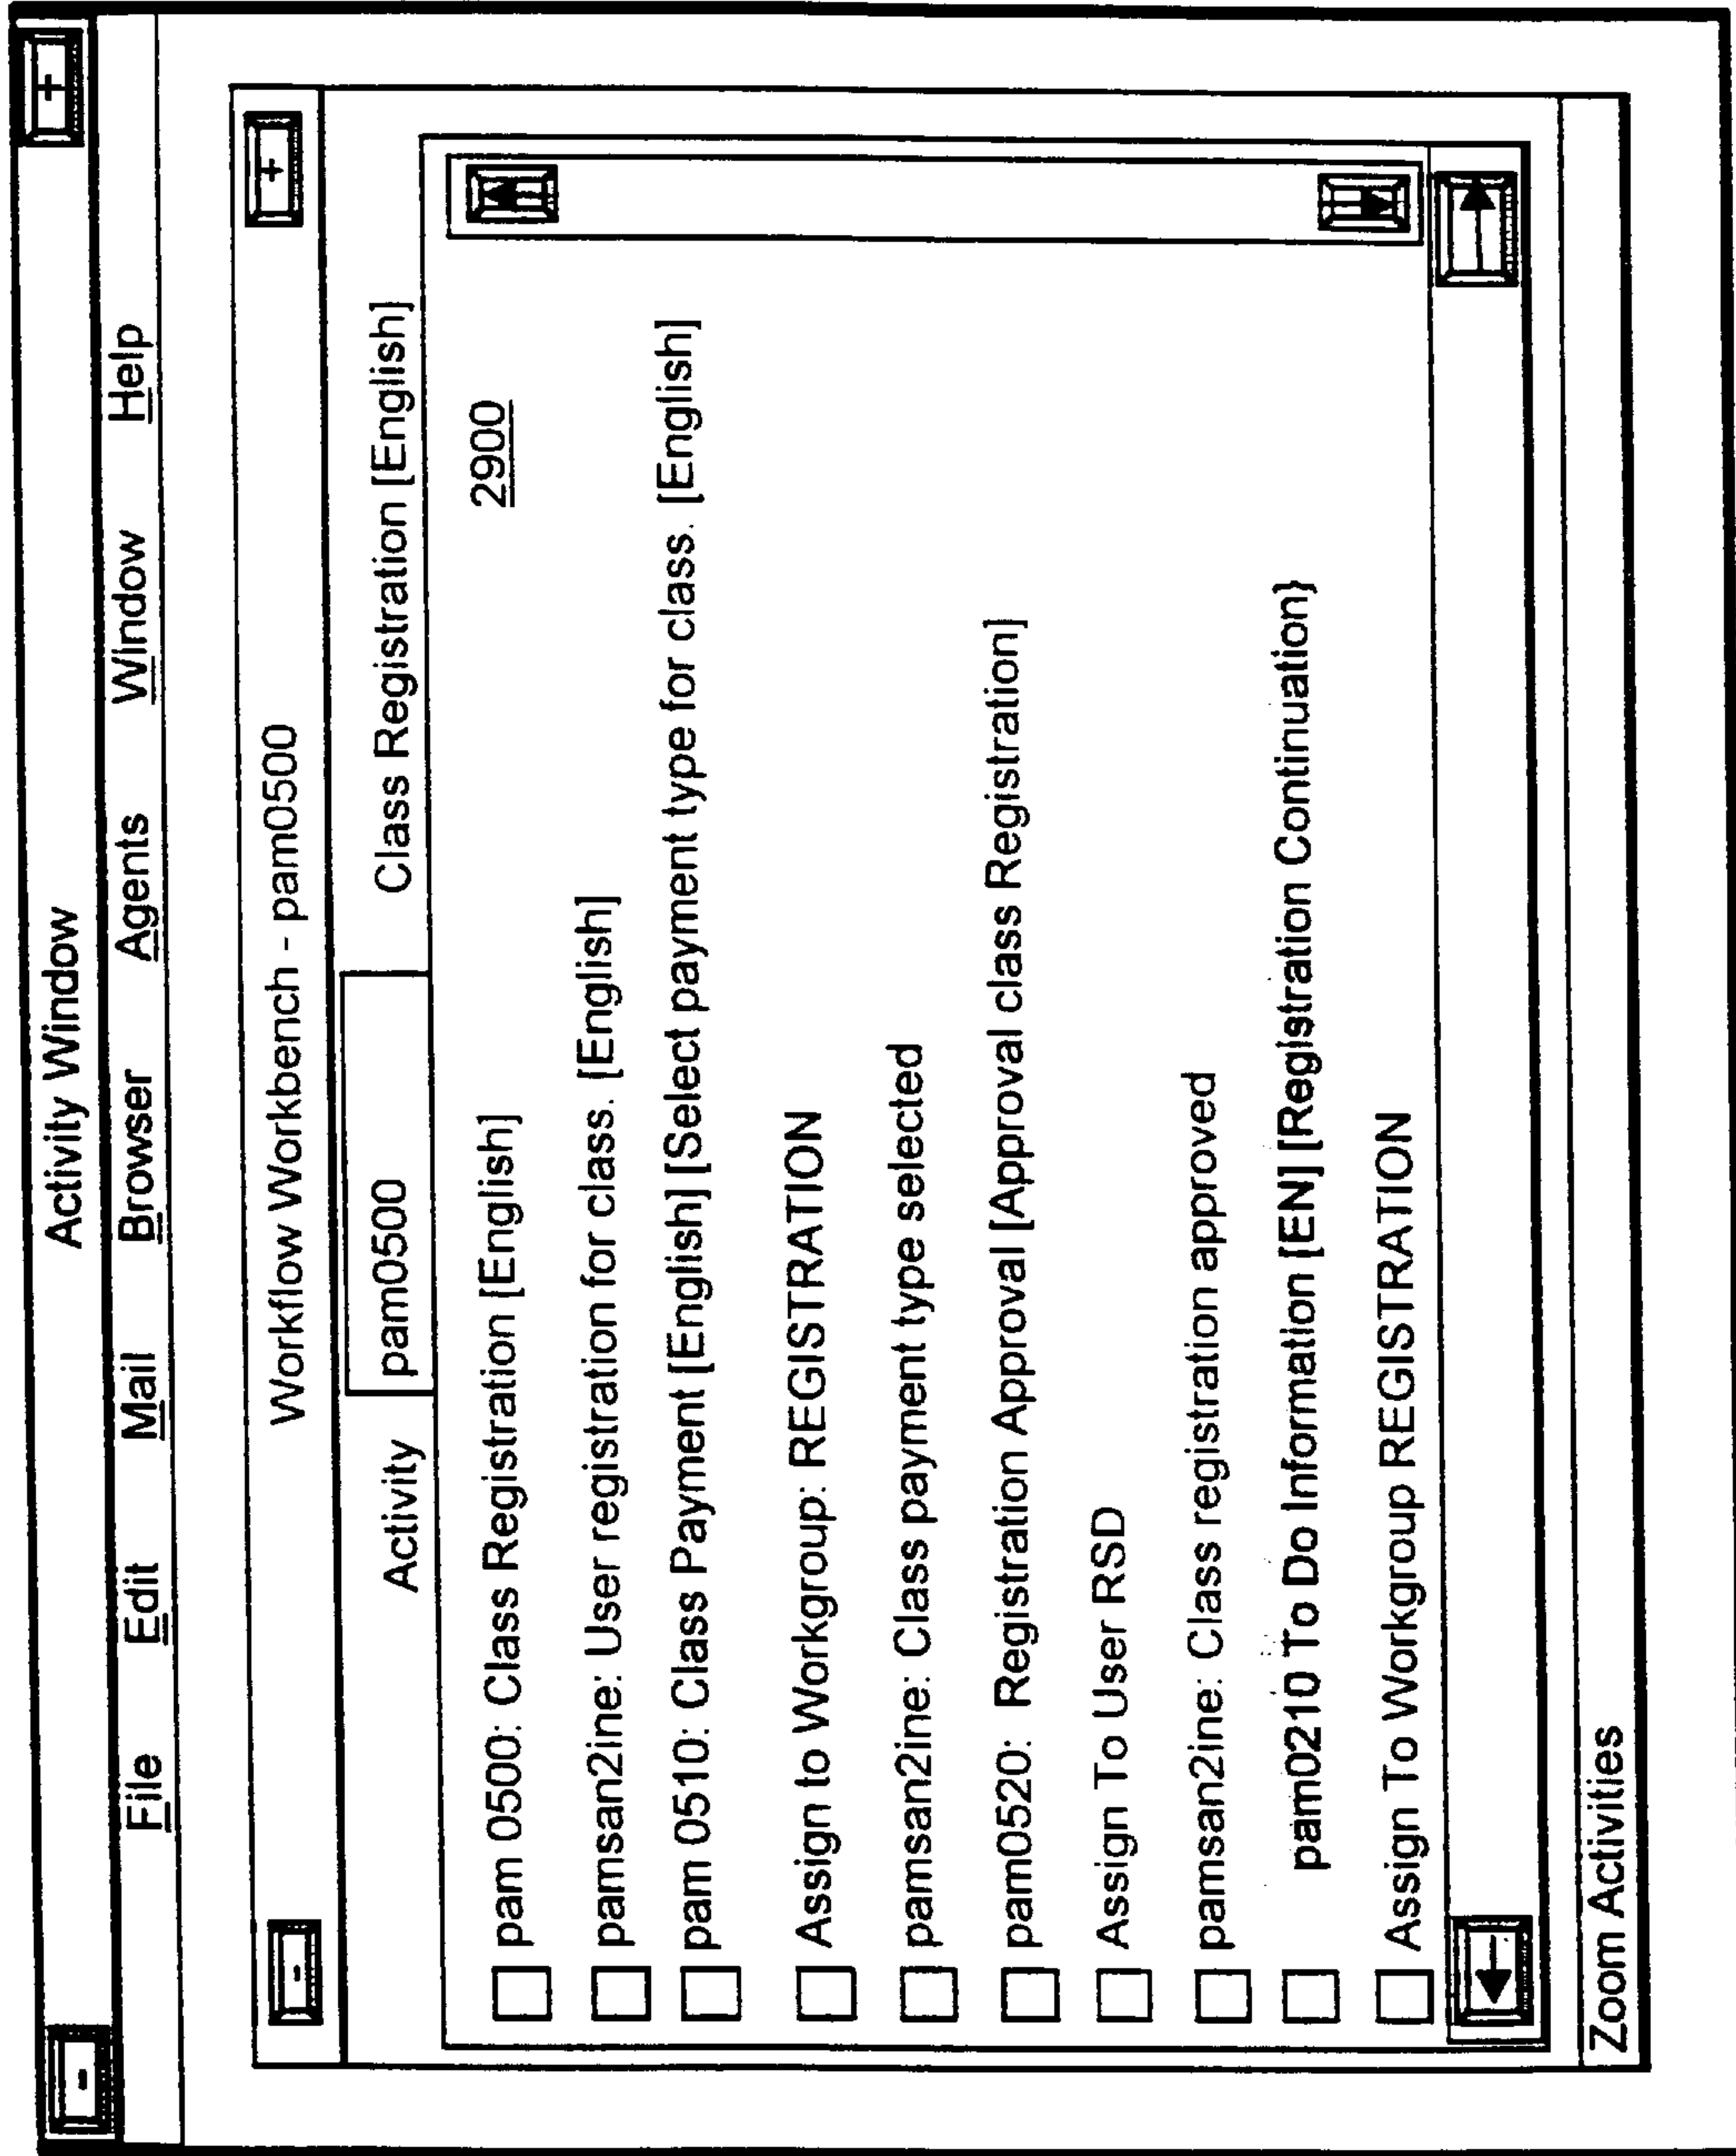 Activity Window
File Edit Mail Browser Agents Window Help
Workflow Workbench - pam0500
Activity pam0500 Class Registration [English]
2900
pam 0500: Class Registration [English]
pamsan2ine: User registration for class. [English]
pam 0510: Class Payment [English] [Select payment type for class. [English]
Assign to Workgroup: REGISTRATION
pamsan2ine: Class payment type selected
pam0520: Registration Approval [Approval class Registration]
Assign To User RSD
pamsan2ine: Class registration approved
pam0210 To Do Information [EN] [Registration Continuation}
Assign To Workgroup REGISTRATION
Zoom Activities